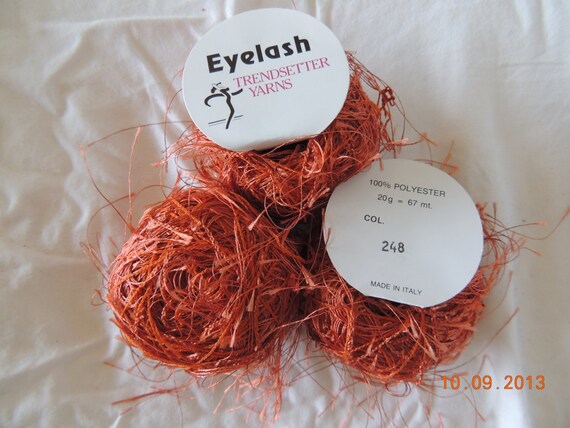 Eyelash
TRENDSETTER
YARNS
100% POLYESTER
20g = 67 mt.
COL.
248
MADE IN ITALY
10.09.2013